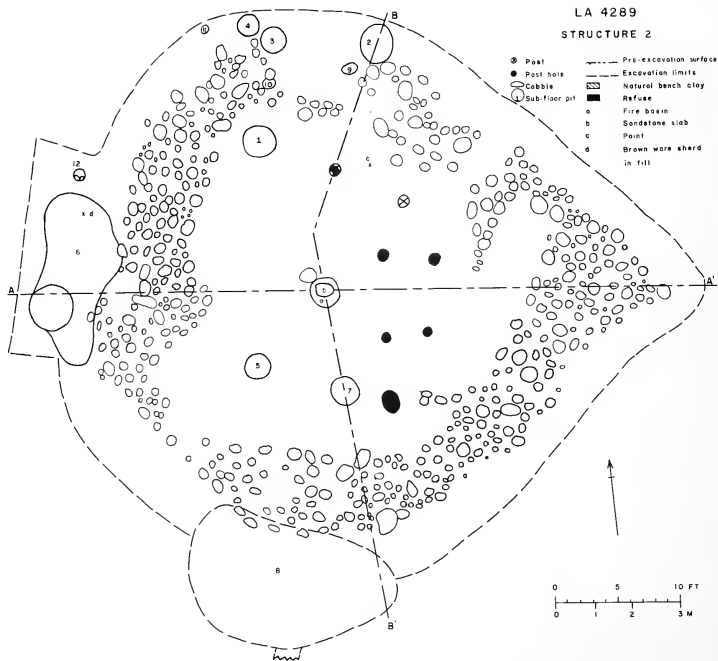 LA 4289
STRUCTURE 2
Post
Post hole
Cobble
1 Sub-floor pit
Pre-excavation surface
Excavation limits
Natural bench clay
Refuse
a Fire basin
b Sandstone slab
c Point
d Brown ware sherd
in fill
B
11
4
3
2
9
10
1
c
x
12
x d
6
A
A'
b
a
5
7
8
B'
0 5 10 FT
0 1 2 3 M